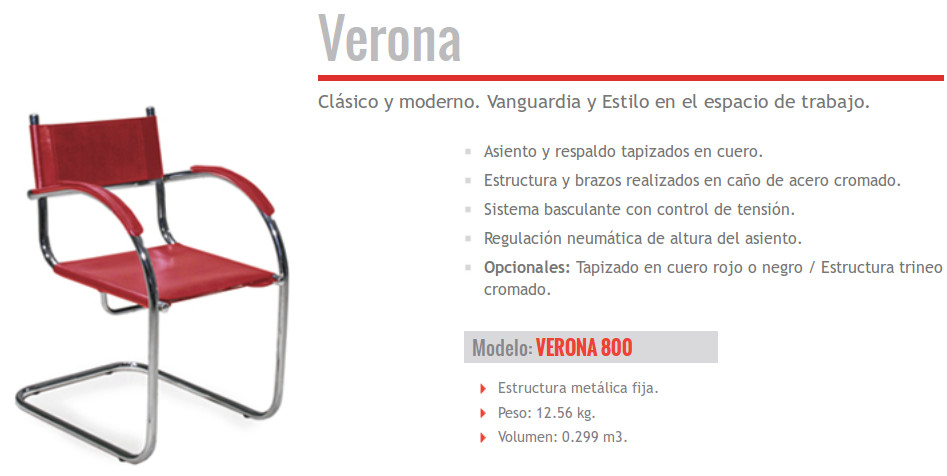 Verona
Clásico y moderno. Vanguardia y Estilo en el espacio de trabajo.
Asiento y respaldo tapizados en cuero.
Estructura y brazos realizados en caño de acero cromado.
Sistema basculante con control de tensión.
Regulación neumática de altura del asiento.
Opcionales: Tapizado en cuero rojo o negro / Estructura trineo
cromado.
Modelo: VERONA 800
Estructura metálica fija.
Peso: 12.56 kg.
Volumen: 0.299 m3.